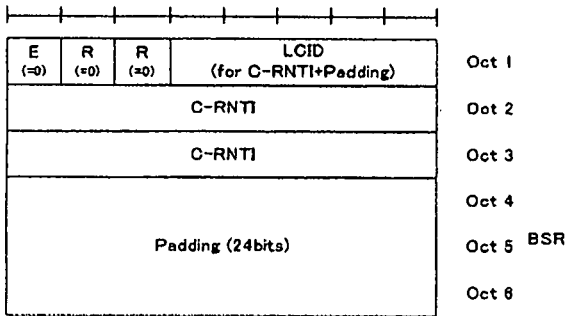 E R R LCID
(=0) (=0) (=0) (for C-RNTI+Padding) Oct 1
C-RNTI Oct 2
C-RNTI Oct 3
Oct 4
Padding (24bits) Oct 5 BSR
Oct 6